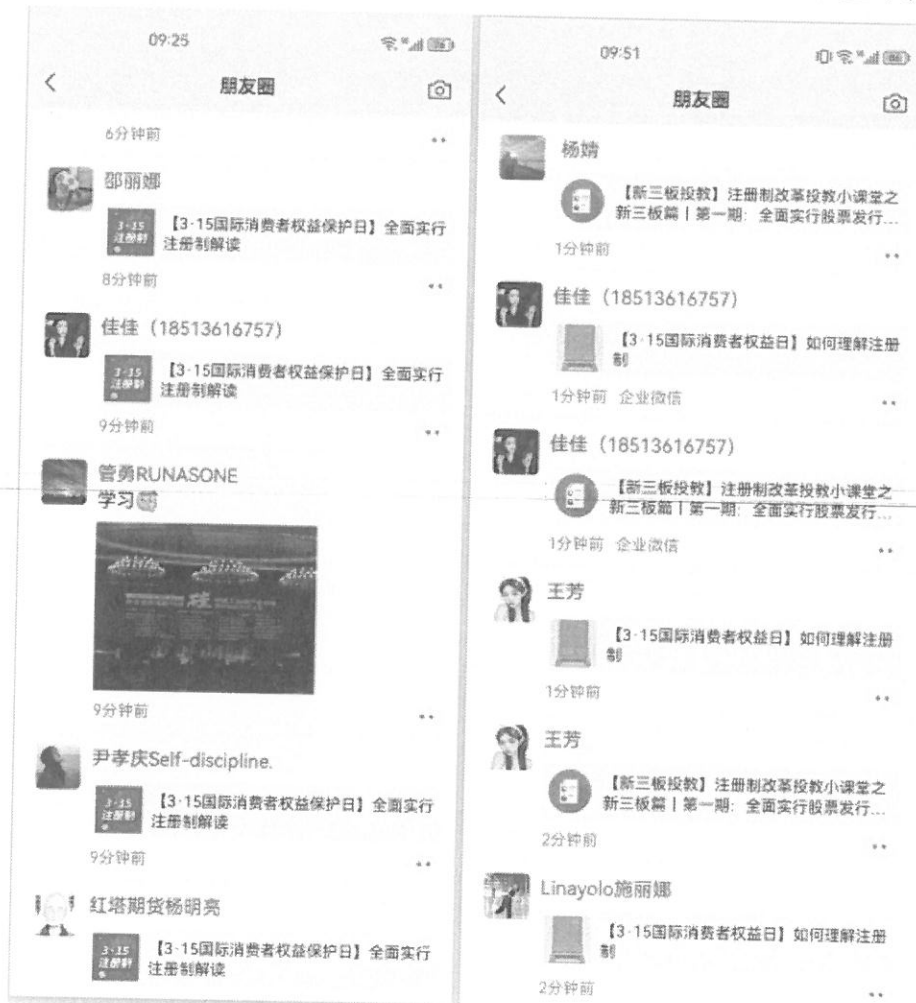 09:25
朋友圈
6分钟前
邵丽娜
3·15
注册制
【3·15国际消费者权益保护日】全面实行
注册制解读
8分钟前
佳佳（18513616757）
3·15
注册制
【3·15国际消费者权益保护日】全面实行
注册制解读
9分钟前
管勇RUNASONE
学习
9分钟前
尹孝庆Self-discipline.
3·15
注册制
【3·15国际消费者权益保护日】全面实行
注册制解读
9分钟前
红塔期货杨明亮
3·15
注册制
【3·15国际消费者权益保护日】全面实行
注册制解读
09:51
朋友圈
杨婧
【新三板投教】注册制改革投教小课堂之
新三板篇丨第一期：全面实行股票发行...
1分钟前
佳佳（18513616757）
【3·15国际消费者权益日】如何理解注册
制
1分钟前 企业微信
佳佳（18513616757）
【新三板投教】注册制改革投教小课堂之
新三板篇丨第一期：全面实行股票发行...
1分钟前 企业微信
王芳
【3·15国际消费者权益日】如何理解注册
制
1分钟前
王芳
【新三板投教】注册制改革投教小课堂之
新三板篇丨第一期：全面实行股票发行...
2分钟前
Linayolo施丽娜
【3·15国际消费者权益日】如何理解注册
制
2分钟前